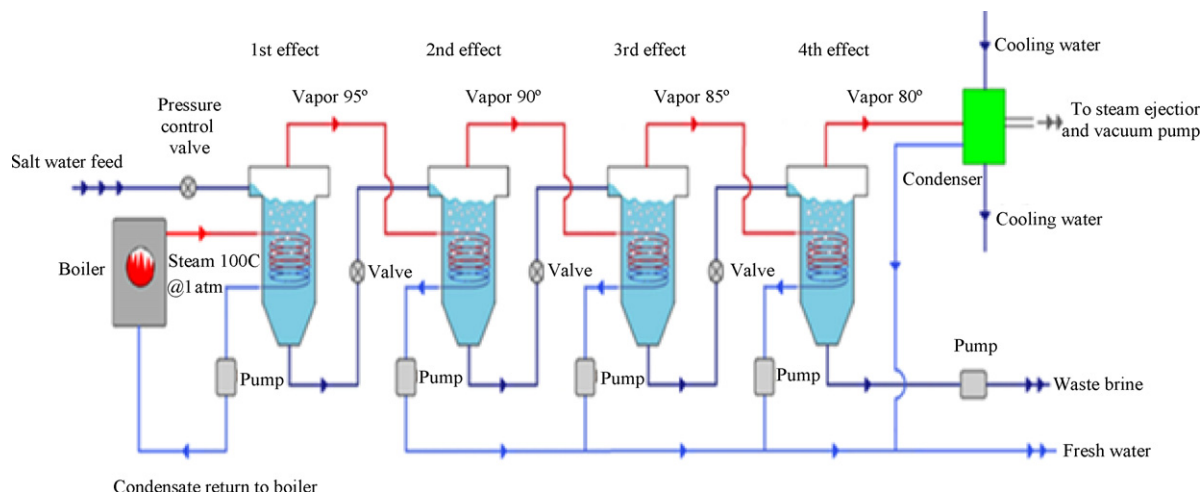 1st effect
2nd effect
3rd effect
4th effect
Cooling water
Vapor 95º
Vapor 90º
Vapor 85º
Vapor 80º
Pressure
control
valve
To steam ejection
and vacuum pump
Salt water feed
Condenser
Cooling water
Boiler
Steam 100C
@1atm
Valve
Valve
Valve
Pump
Pump
Pump
Pump
Pump
Waste brine
Fresh water
Condensate return to boiler